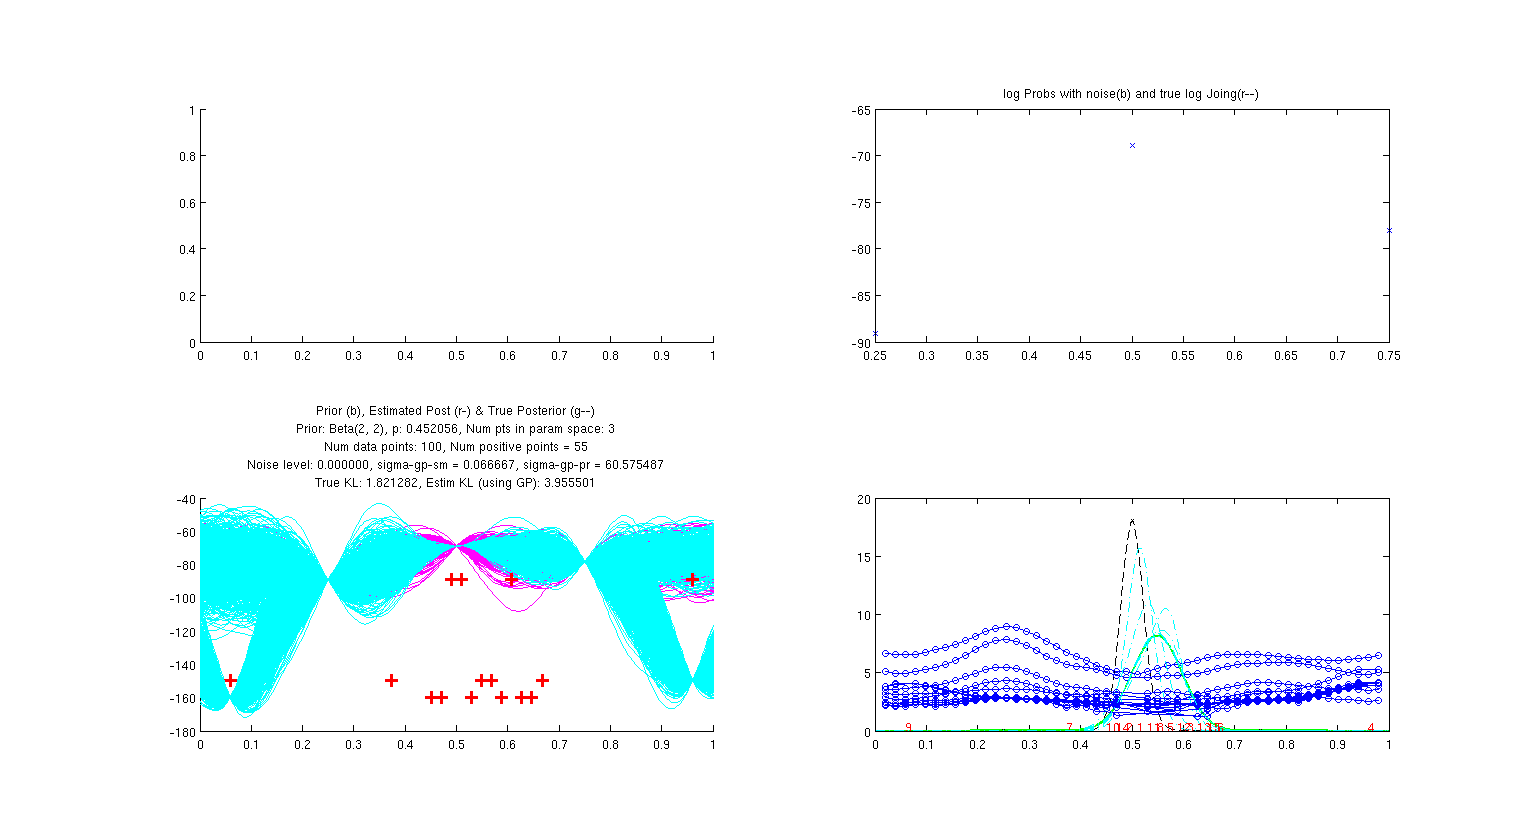 log Probs with noise(b) and true log Joing(r--)
1
0.8
0.6
0.4
0.2
0
0 0.1 0.2 0.3 0.4 0.5 0.6 0.7 0.8 0.9 1
-65
-70
-75
-80
-85
-90
0.25 0.3 0.35 0.4 0.45 0.5 0.55 0.6 0.65 0.7 0.75
Prior (b), Estimated Post (r-) & True Posterior (g--)
Prior: Beta(2, 2), p: 0.452056, Num pts in param space: 3
Num data points: 100, Num positive points = 55
Noise level: 0.000000, sigma-gp-sm = 0.066667, sigma-gp-pr = 60.575487
True KL: 1.821282, Estim KL (using GP): 3.955501
-40
-60
-80
-100
-120
-140
-160
-180
0 0.1 0.2 0.3 0.4 0.5 0.6 0.7 0.8 0.9 1
20
15
10
5
0
9 7 4
0 0.1 0.2 0.3 0.4 0.5 0.6 0.7 0.8 0.9 1